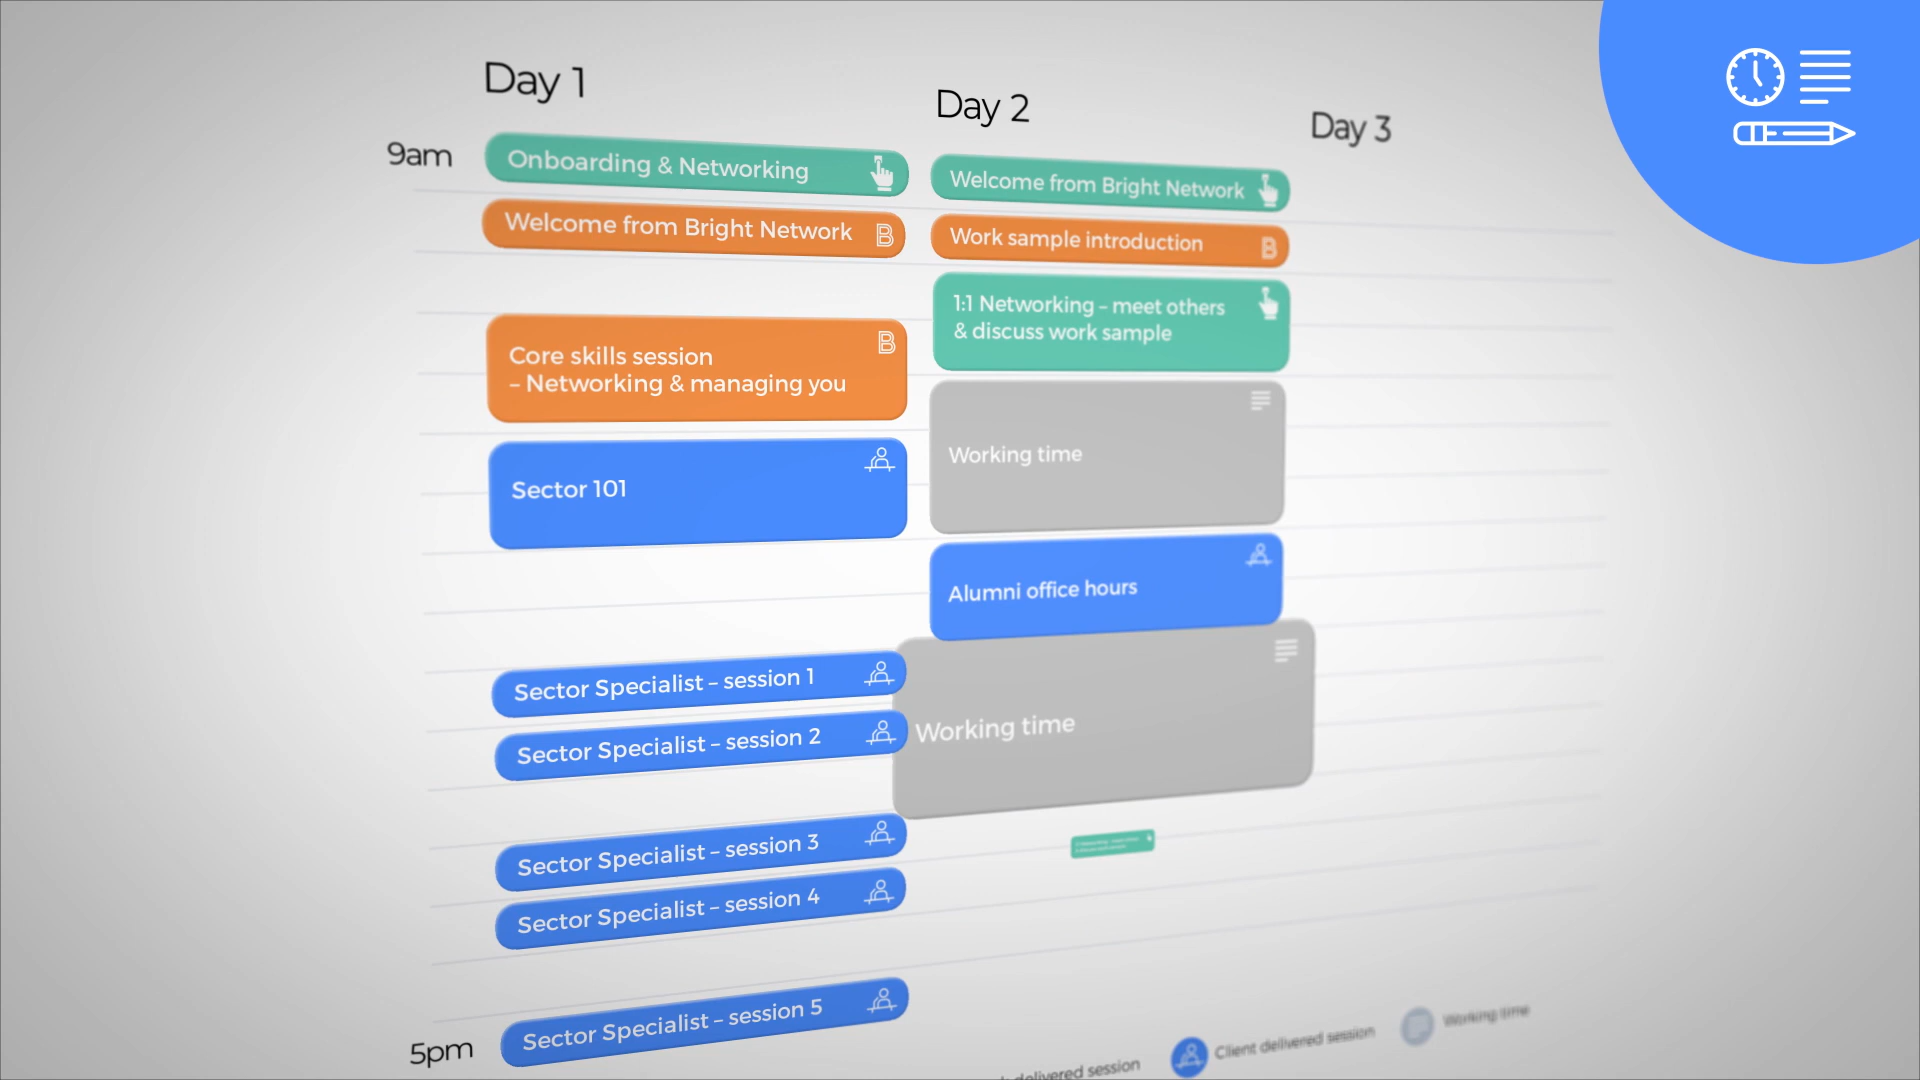 Day 1
Day 2
Day 3
9am
Onboarding & Networking
Welcome from Bright Network
B
Core skills session
– Networking & managing you
B
Sector 101
Sector Specialist – session 1
Sector Specialist – session 2
Sector Specialist – session 3
Sector Specialist – session 4
Sector Specialist – session 5
5pm
Welcome from Bright Network
Work sample introduction
B
1:1 Networking – meet others
& discuss work sample
Working time
Alumni office hours
Working time
delivered session
Client delivered session
Working time